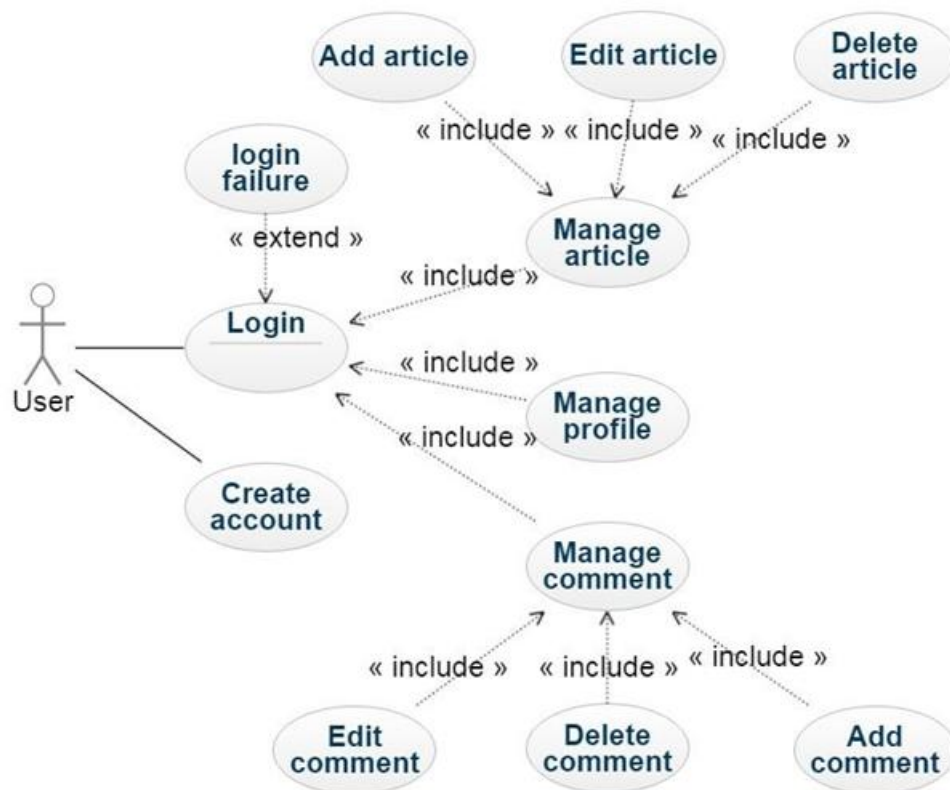 Add article
Edit article
Delete
article
« include »
« include »
« include »
login
failure
« extend »
Manage
article
« include »
Login
User
« include »
Manage
profile
« include »
Create
account
Manage
comment
« include »
« include »
« include »
Edit
comment
Delete
comment
Add
comment